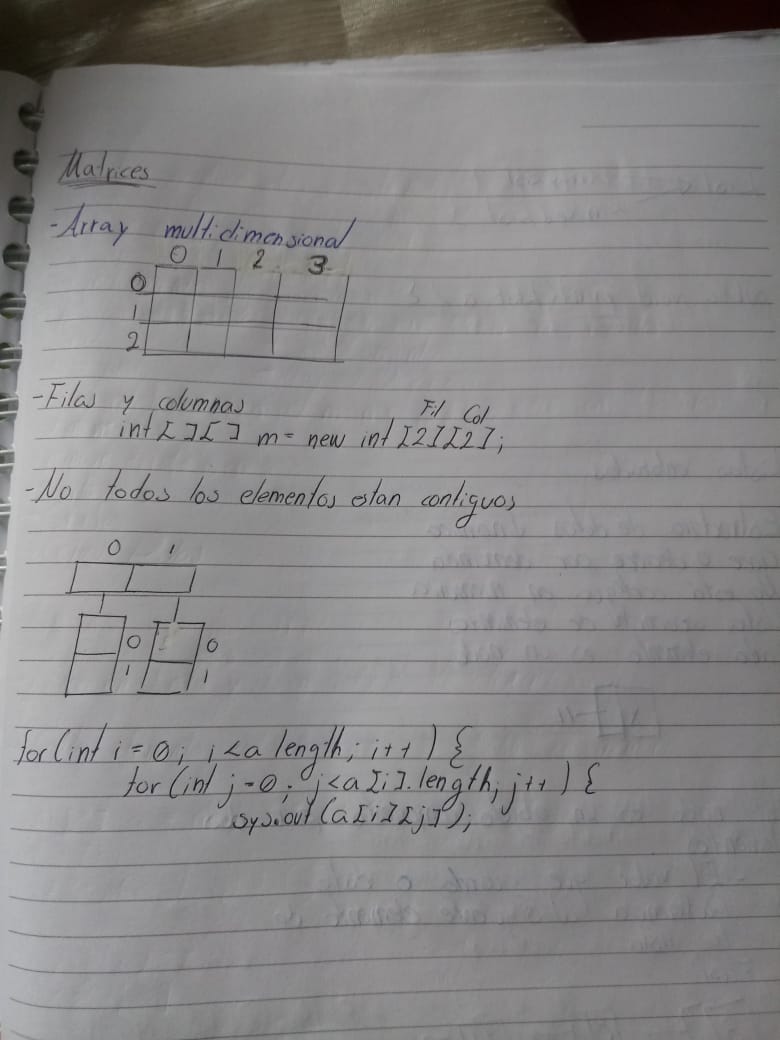 Matrices
-Array multidimensional
0 1 2 3
0
1
2
-Filas y columnas
Fil Col
int[][] m= new int[2][2];
-No todos los elementos estan contiguos
0 1
0 0
1 1
for(int i=0; i<a length; i++){
for(int j=0; j<a[i].length; j++){
sys.out(a[i][j]);